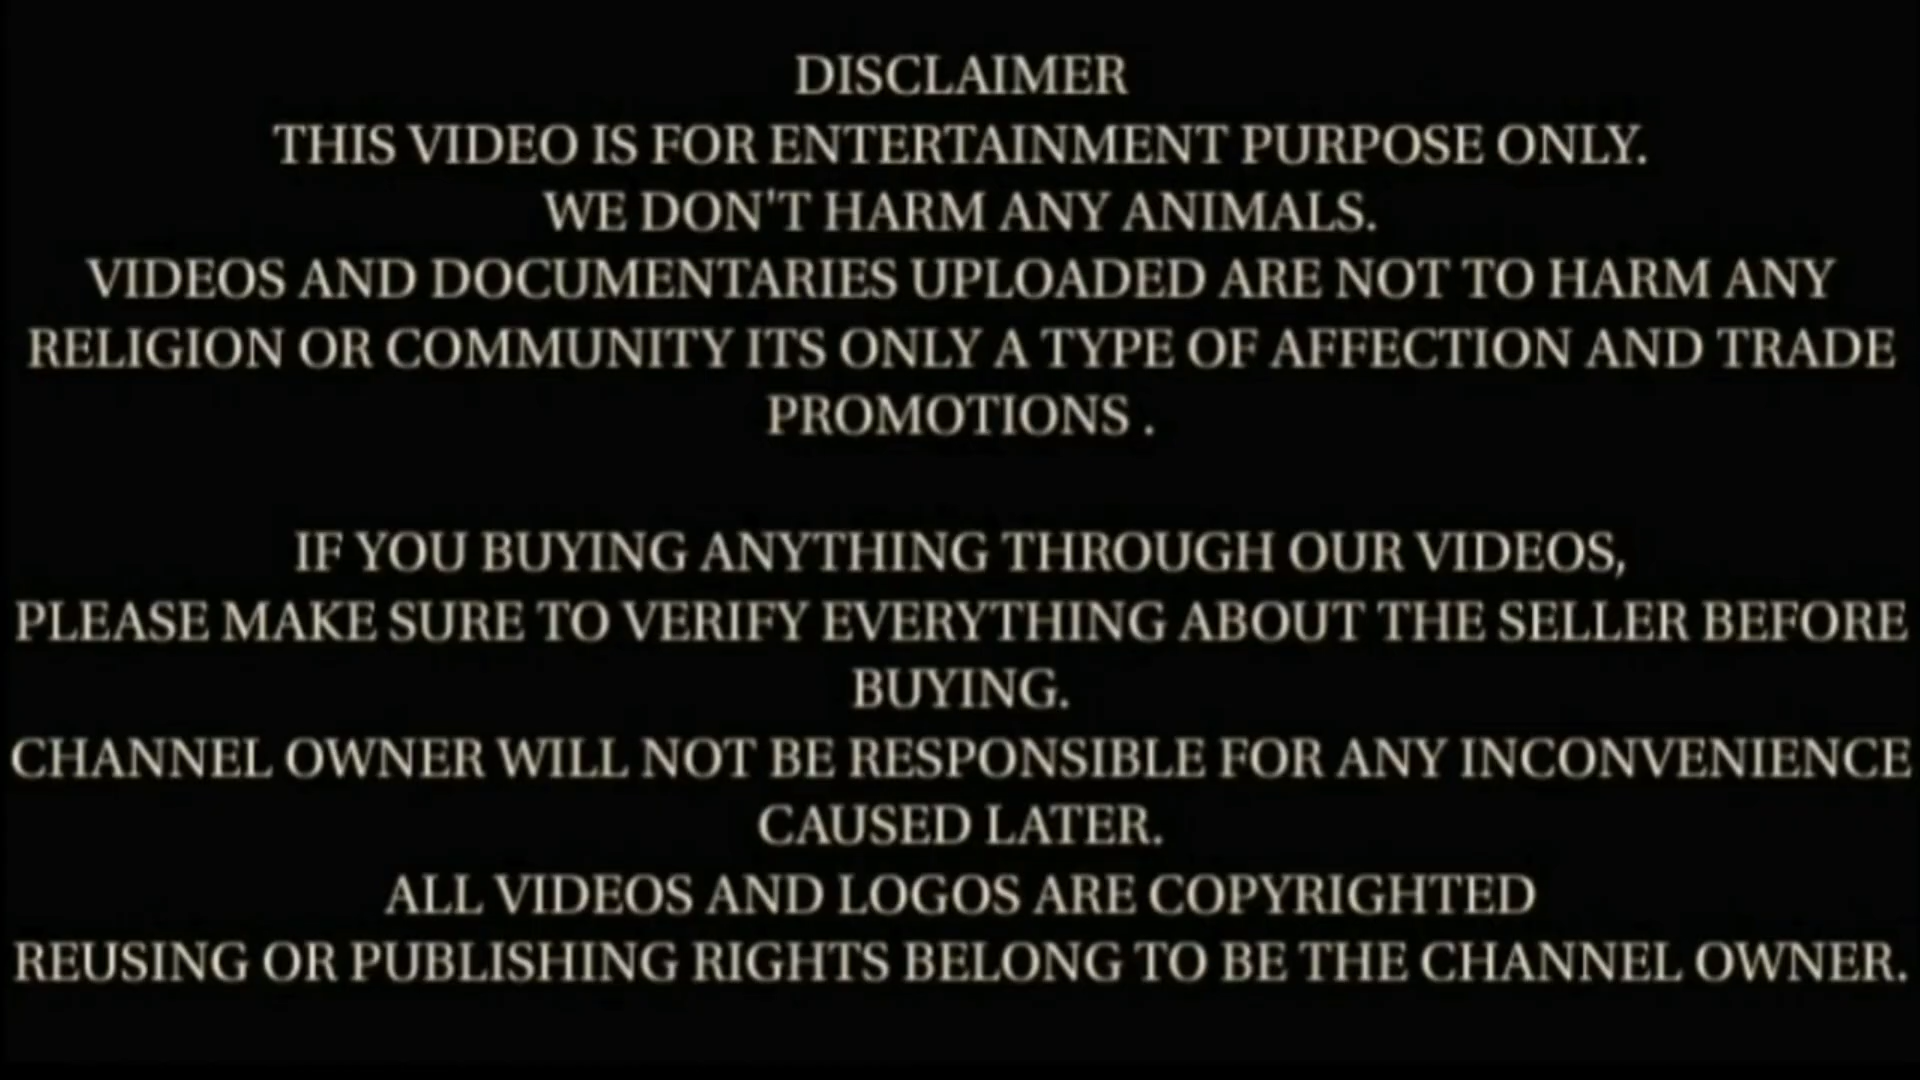 DISCLAIMER
THIS VIDEO IS FOR ENTERTAINMENT PURPOSE ONLY.
WE DON'T HARM ANY ANIMALS.
VIDEOS AND DOCUMENTARIES UPLOADED ARE NOT TO HARM ANY
RELIGION OR COMMUNITY ITS ONLY A TYPE OF AFFECTION AND TRADE
PROMOTIONS .
IF YOU BUYING ANYTHING THROUGH OUR VIDEOS,
PLEASE MAKE SURE TO VERIFY EVERYTHING ABOUT THE SELLER BEFORE
BUYING.
CHANNEL OWNER WILL NOT BE RESPONSIBLE FOR ANY INCONVENIENCE
CAUSED LATER.
ALL VIDEOS AND LOGOS ARE COPYRIGHTED
REUSING OR PUBLISHING RIGHTS BELONG TO BE THE CHANNEL OWNER.